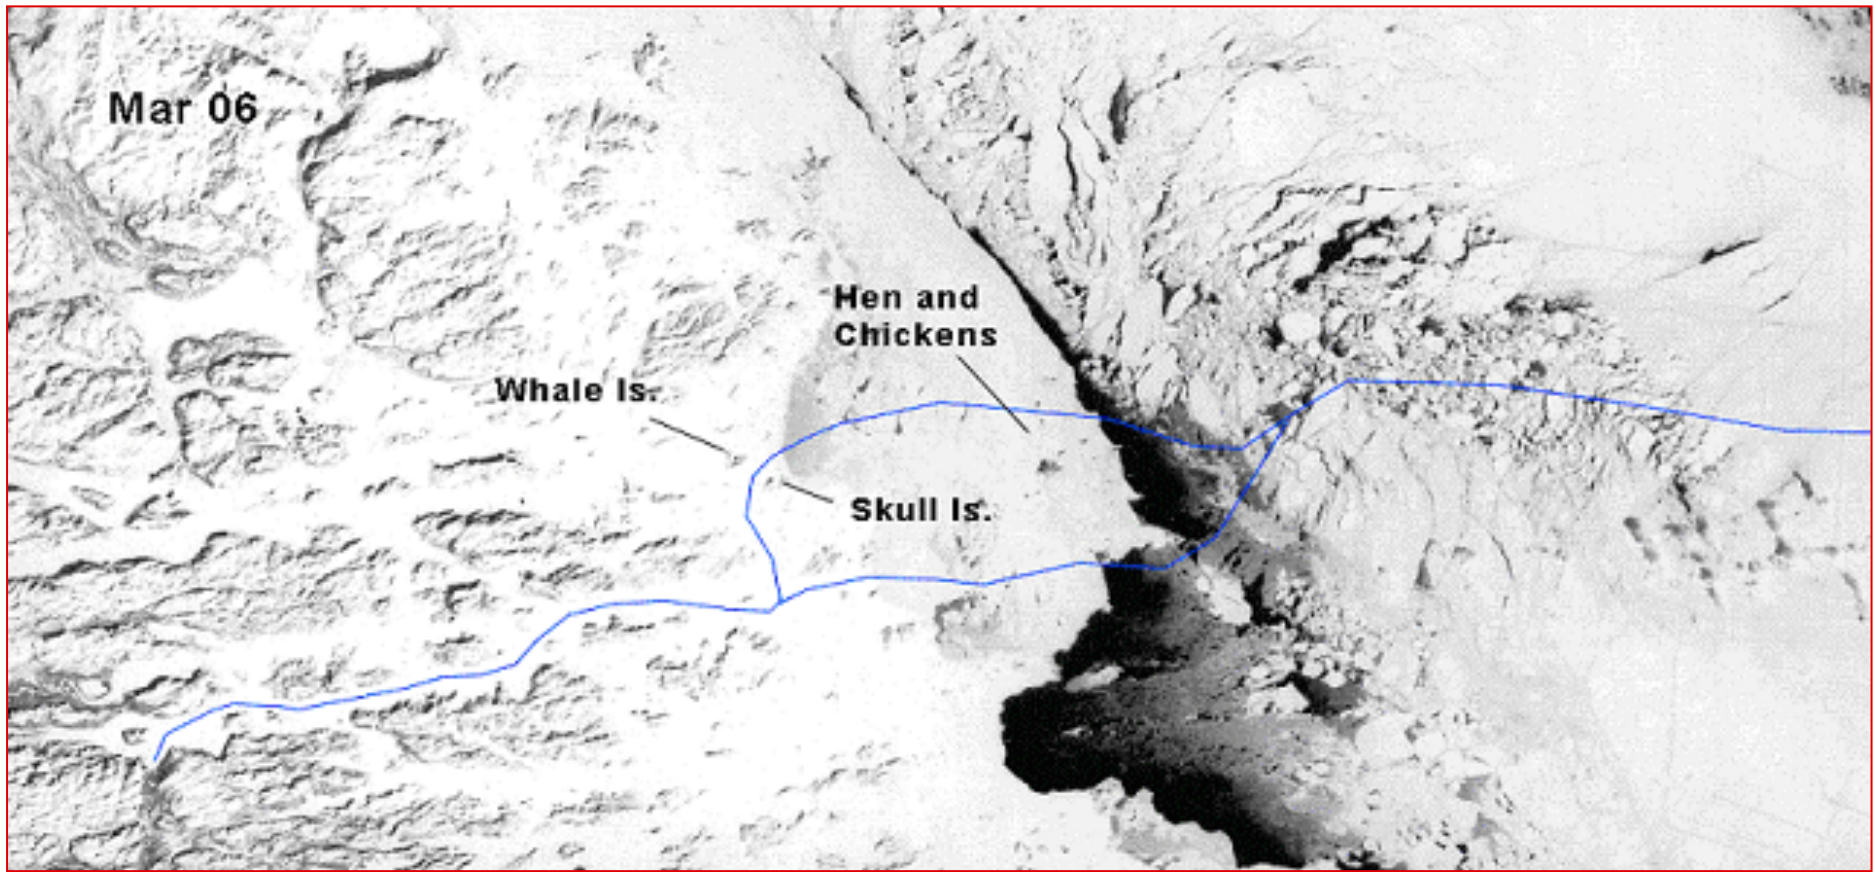 Mar 06
Hen and
Chickens
Whale Is.
Skull Is.